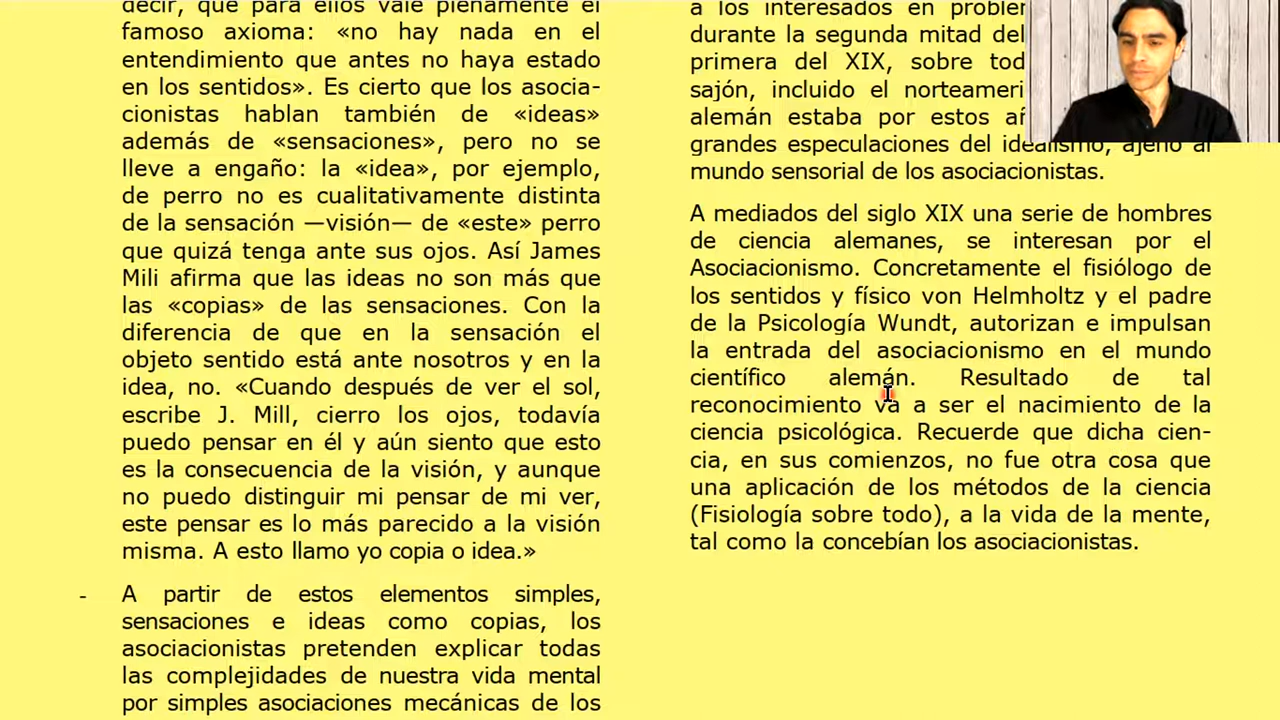 decir, que para ellos vale plenamente el
famoso axioma: «no hay nada en el
entendimiento que antes no haya estado
en los sentidos». Es cierto que los asocia-
cionistas hablan también de «ideas»
además de «sensaciones», pero no se
lleve a engaño: la «idea», por ejemplo,
de perro no es cualitativamente distinta
de la sensación —visión— de «este» perro
que quizá tenga ante sus ojos. Así James
Mili afirma que las ideas no son más que
las «copias» de las sensaciones. Con la
diferencia de que en la sensación el
objeto sentido está ante nosotros y en la
idea, no. «Cuando después de ver el sol,
escribe J. Mill, cierro los ojos, todavía
puedo pensar en él y aún siento que esto
es la consecuencia de la visión, y aunque
no puedo distinguir mi pensar de mi ver,
este pensar es lo más parecido a la visión
misma. A esto llamo yo copia o idea.»
- A partir de estos elementos simples,
sensaciones e ideas como copias, los
asociacionistas pretenden explicar todas
las complejidades de nuestra vida mental
por simples asociaciones mecánicas de los
a los interesados en
durante la segunda mitad del
primera del XIX, sobre
sajón, incluido el
alemán estaba por estos
grandes especulaciones del idealismo, ajeno al
mundo sensorial de los asociacionistas.
A mediados del siglo XIX una serie de hombres
de ciencia alemanes, se interesan por el
Asociacionismo. Concretamente el fisiólogo de
los sentidos y físico von Helmholtz y el padre
de la Psicología Wundt, autorizan e impulsan
la entrada del asociacionismo en el mundo
científico alemán. Resultado de tal
reconocimiento va a ser el nacimiento de la
ciencia psicológica. Recuerde que dicha cien-
cia, en sus comienzos, no fue otra cosa que
una aplicación de los métodos de la ciencia
(Fisiología sobre todo), a la vida de la mente,
tal como la concebían los asociacionistas.